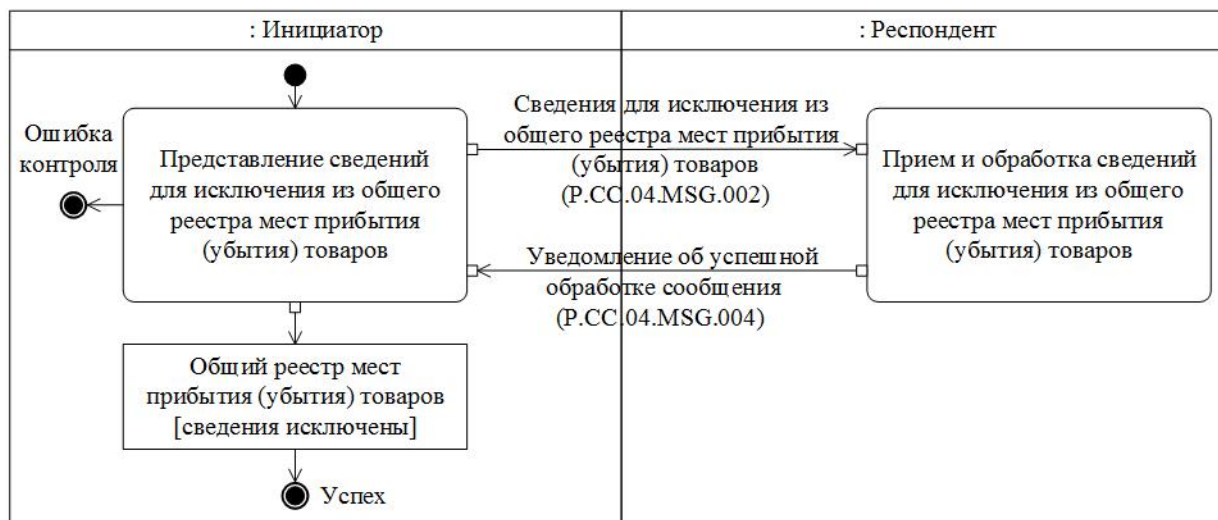 : Инициатор
: Респондент
Ошибка
контроля
Представление сведений
для исключения из общего
реестра мест прибытия
(убытия) товаров
Сведения для исключения из
общего реестра мест прибытия
(убытия) товаров
(P.CC.04.MSG.002)
Прием и обработка сведений
для исключения из общего
реестра мест прибытия
(убытия) товаров
Уведомление об успешной
обработке сообщения
(P.CC.04.MSG.004)
Общий реестр мест
прибытия (убытия) товаров
[сведения исключены]
Успех